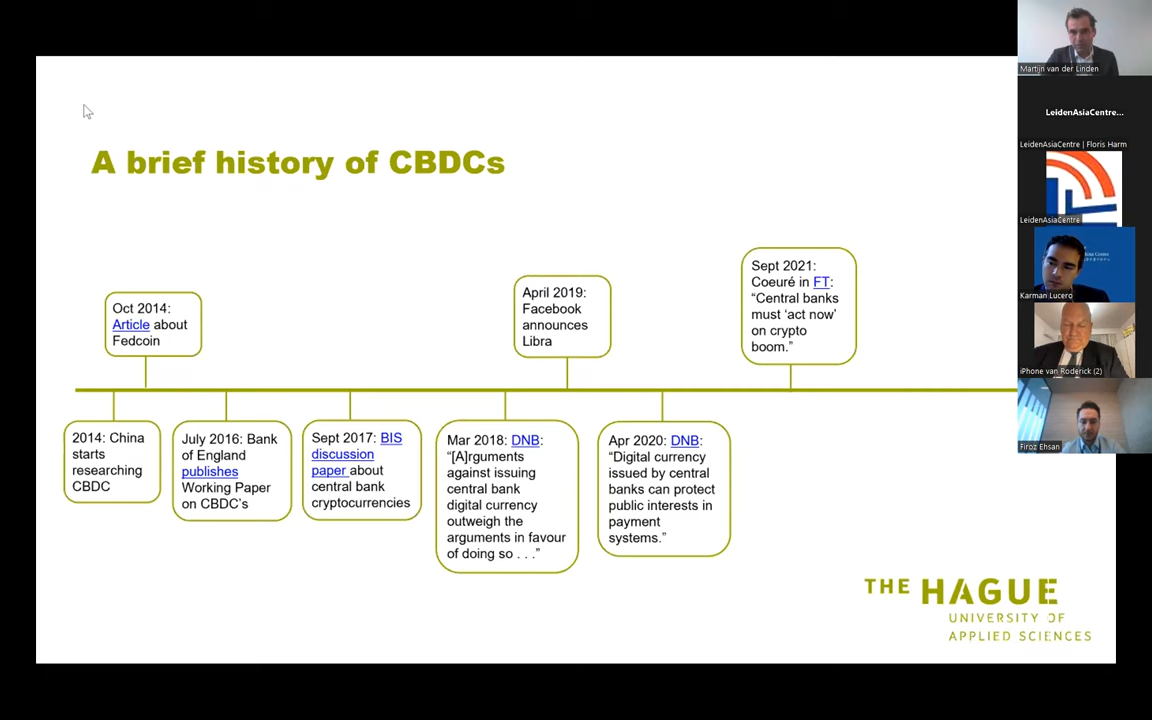 A brief history of CBDCs
Oct 2014:
Article about
Fedcoin
April 2019:
Facebook
announces
Libra
Sept 2021:
Coeuré in FT:
“Central banks
must ‘act now’
on crypto
boom.”
2014: China
starts
researching
CBDC
July 2016: Bank
of England
publishes
Working Paper
on CBDC’s
Sept 2017: BIS
discussion
paper about
central bank
cryptocurrencies
Mar 2018: DNB:
“[A]rguments
against issuing
central bank
digital currency
outweigh the
arguments in favour
of doing so . . .”
Apr 2020: DNB:
“Digital currency
issued by central
banks can protect
public interests in
payment
systems.”
THE HAGUE
UNIVERSITY OF
APPLIED SCIENCES
Martijn van der Linden
LeidenAsiaCentre...
LeidenAsiaCentre | Floris Harm
LeidenAsiaCentre
Karman Lucero
iPhone van Roderick (2)
Firoz Ehsan